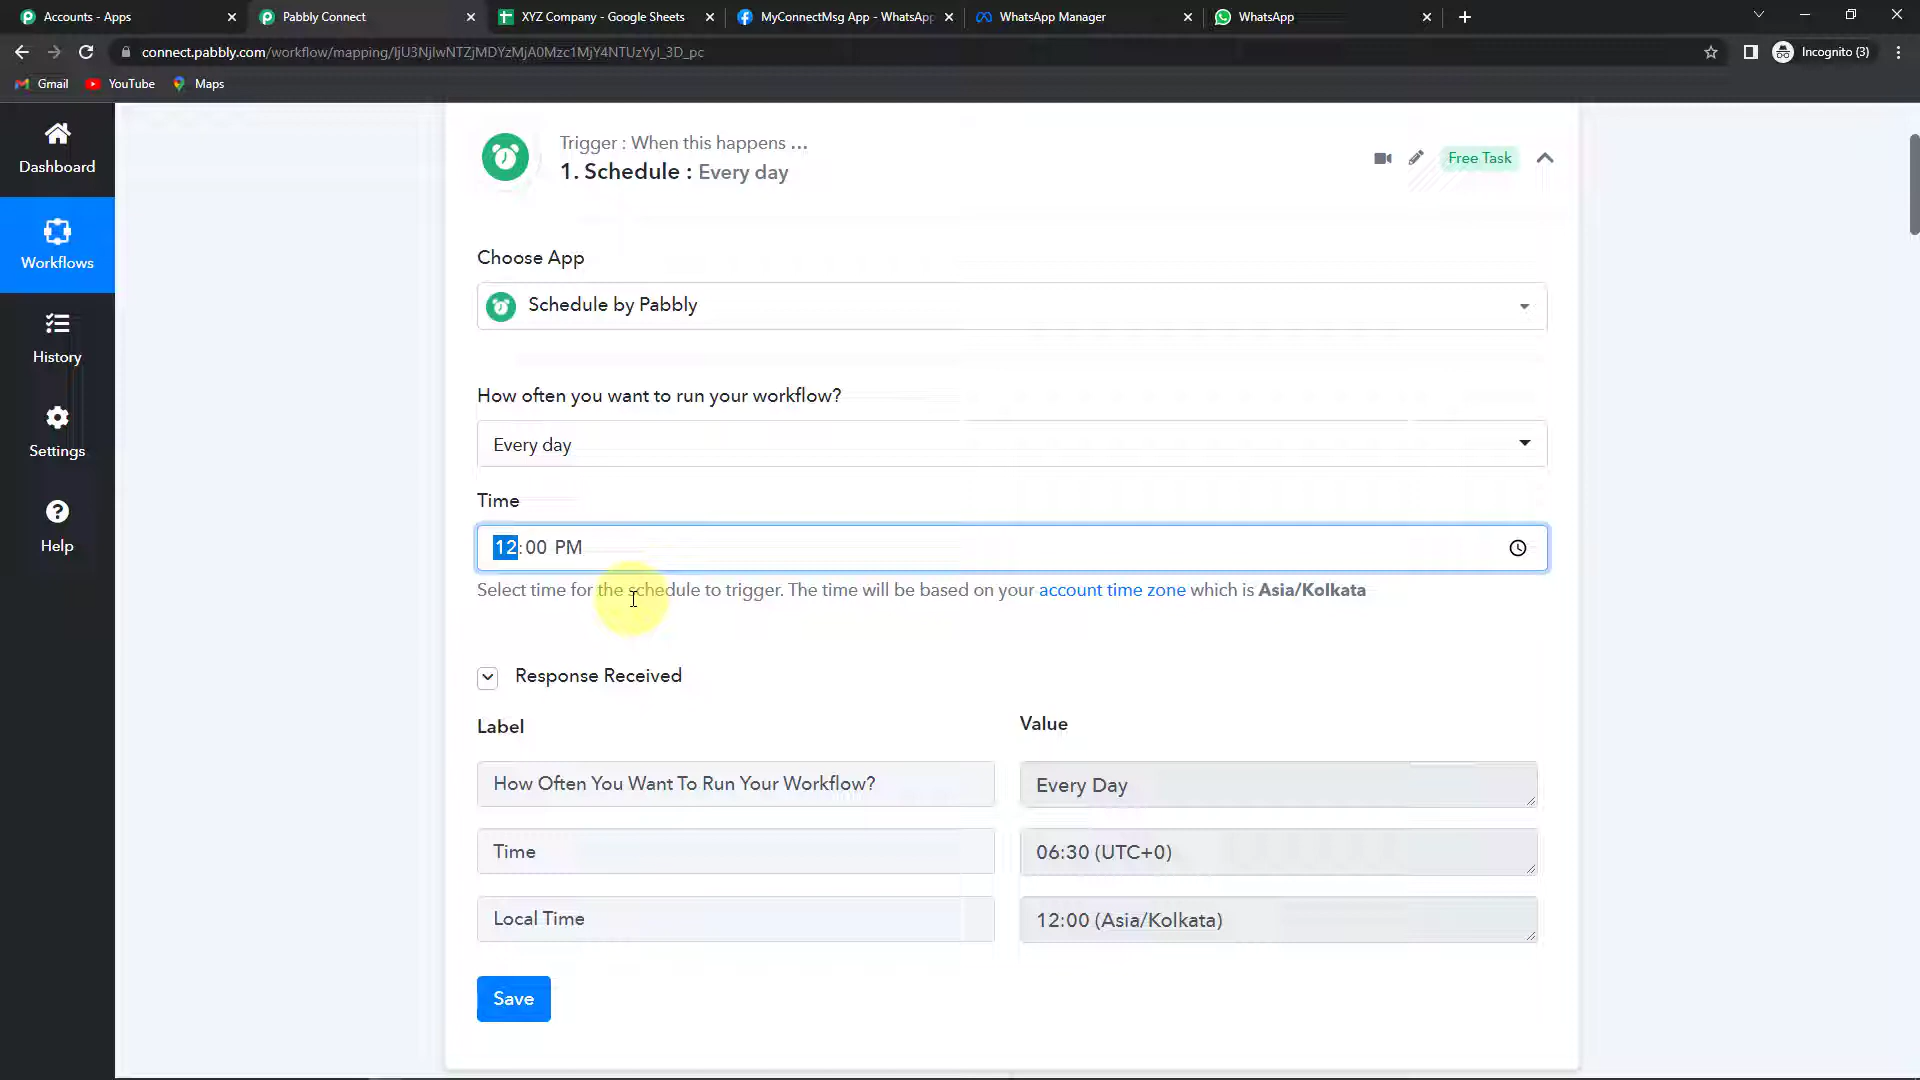 Accounts - Apps
Pabbly Connect
XYZ Company - Google Sheets
MyConnectMsg App - WhatsApp
WhatsApp Manager
WhatsApp
connect.pabbly.com/workflow/mapping/IjU3NjIwNTZjMDYzMjA0Mzc1MjY4NTUzYyI_3D_pc
Incognito (3)
Gmail
YouTube
Maps
Dashboard
Workflows
History
Settings
Help
Trigger : When this happens ...
1. Schedule : Every day
Free Task
Choose App
Schedule by Pabbly
How often you want to run your workflow?
Every day
Time
12:00 PM
Select time for the schedule to trigger. The time will be based on your account time zone which is Asia/Kolkata
Response Received
Label
Value
How Often You Want To Run Your Workflow?
Every Day
Time
06:30 (UTC+0)
Local Time
12:00 (Asia/Kolkata)
Save